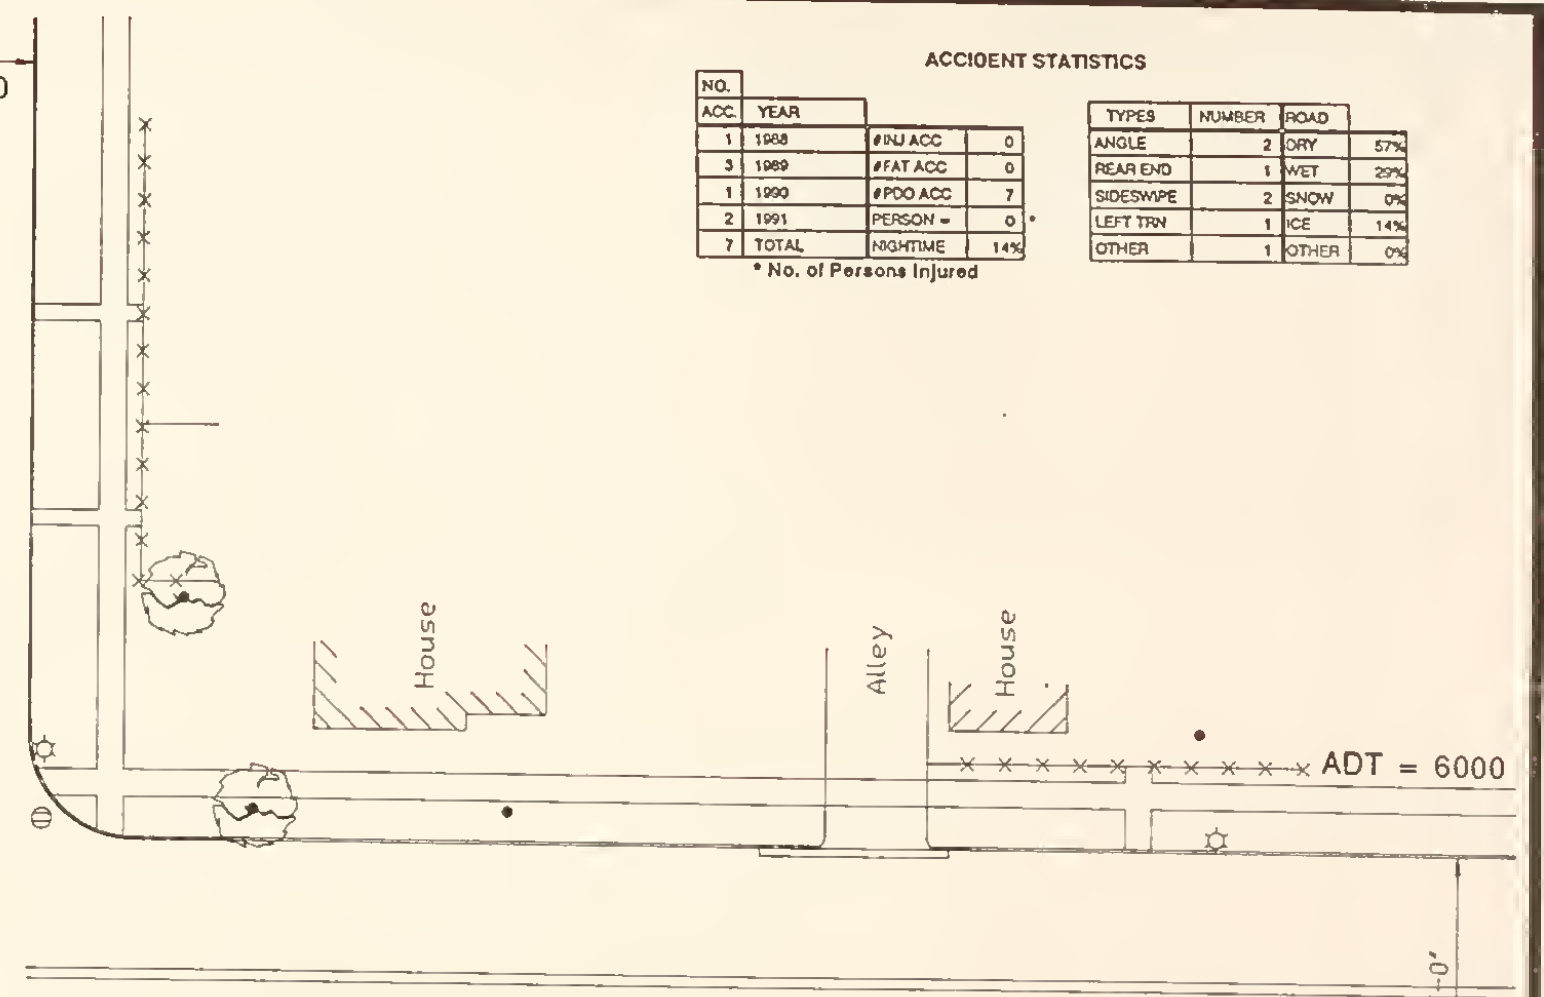 ACCIDENT STATISTICS
NO.
ACC. YEAR
1 1988 #INJ ACC 0
3 1989 #FAT ACC 0
1 1990 #PDO ACC 7
2 1991 PERSON = 0 *
7 TOTAL NIGHTIME 14%
* No. of Persons Injured
TYPES NUMBER ROAD
ANGLE 2 DRY 57%
REAR END 1 WET 29%
SIDESWIPE 2 SNOW 0%
LEFT TRN 1 ICE 14%
OTHER 1 OTHER 0%
House
Alley
House
ADT = 6000